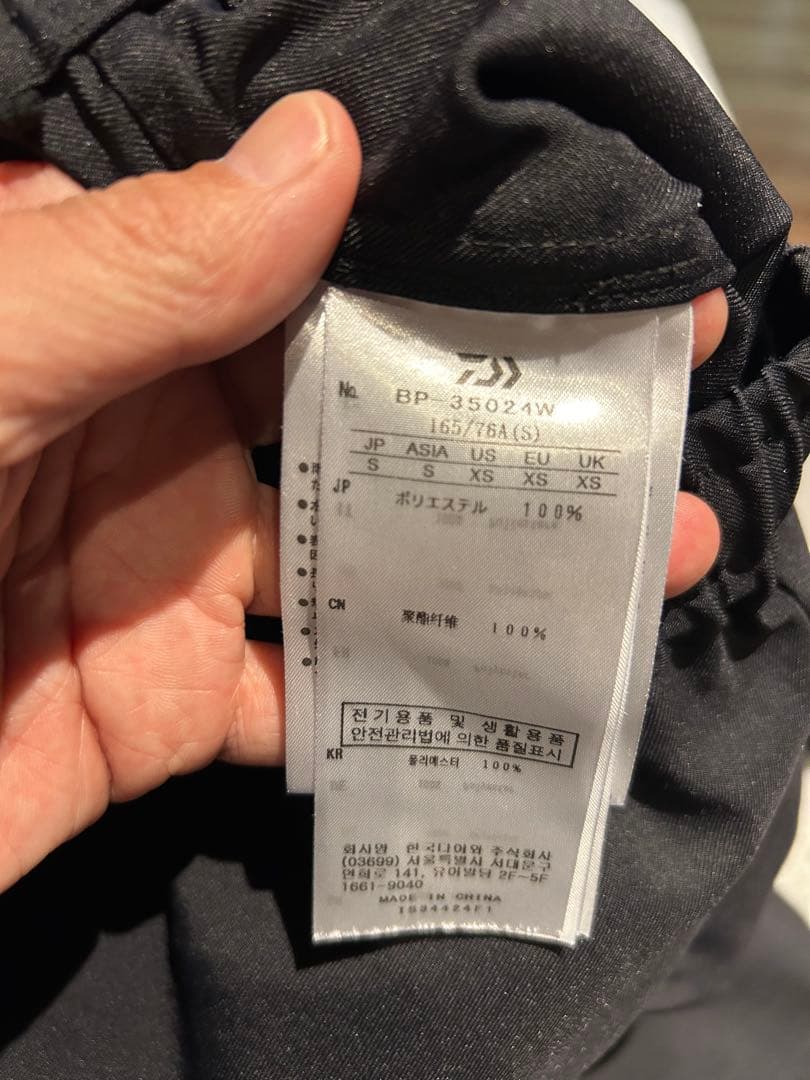 No. BP-35024W
165/76A(S)
JP ASIA US EU UK
S S XS XS XS
JP ポリエステル 100%
CN 聚酯纤维 100%
전기용품 및 생활용품
안전관리법에 의한 품질표시
KR 폴리에스터 100%
회사명 한국다이와 주식회사
(03699) 서울특별시 서대문구
연희로 141, 유어빌딩 2F-5F
1661-9040
MADE IN CHINA
IS34424F1